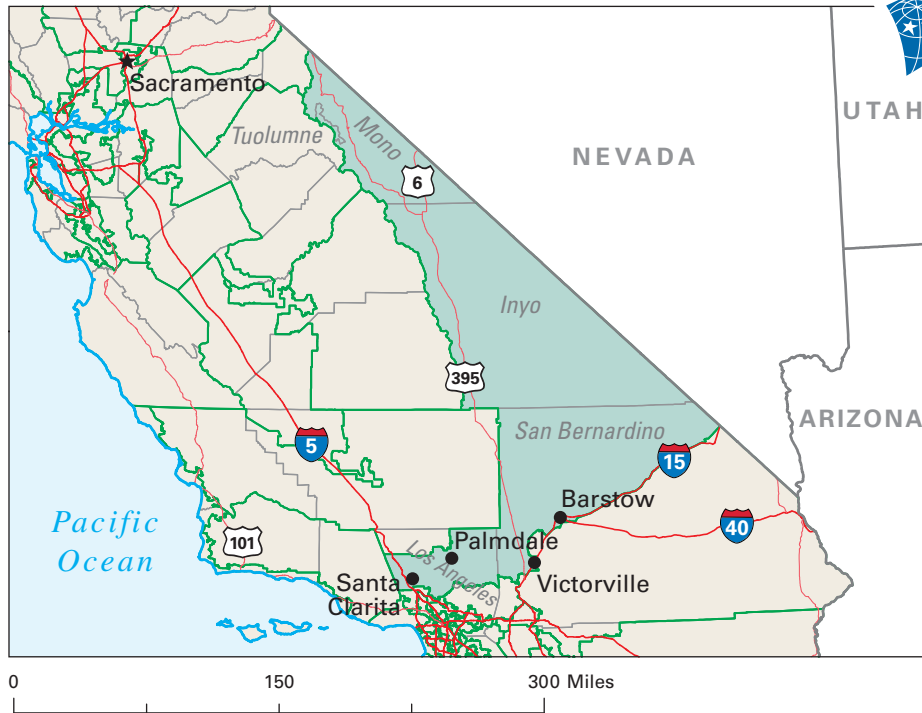 Sacramento
UTAH
Tuolumne
Mono
NEVADA
6
Inyo
395
ARIZONA
San Bernardino
5
15
Barstow
40
Pacific
Ocean
101
Palmdale
Los Angeles
Santa
Clarita
Victorville
0 150 300 Miles